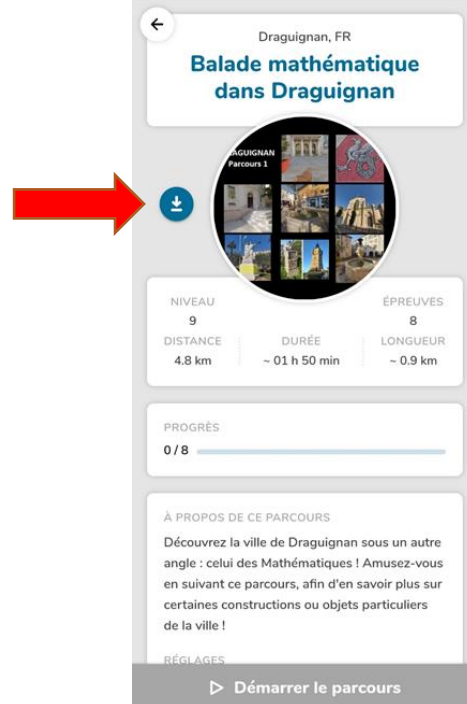 Draguignan, FR
Balade mathématique
dans Draguignan
Parcours 1
NIVEAU
ÉPREUVES
9
8
DISTANCE
DURÉE
LONGUEUR
4.8 km
~ 01 h 50 min
~ 0.9 km
PROGRÈS
0 / 8
À PROPOS DE CE PARCOURS
Découvrez la ville de Draguignan sous un autre
angle : celui des Mathématiques ! Amusez-vous
en suivant ce parcours, afin d'en savoir plus sur
certaines constructions ou objets particuliers
de la ville !
RÉGLAGES
Démarrer le parcours